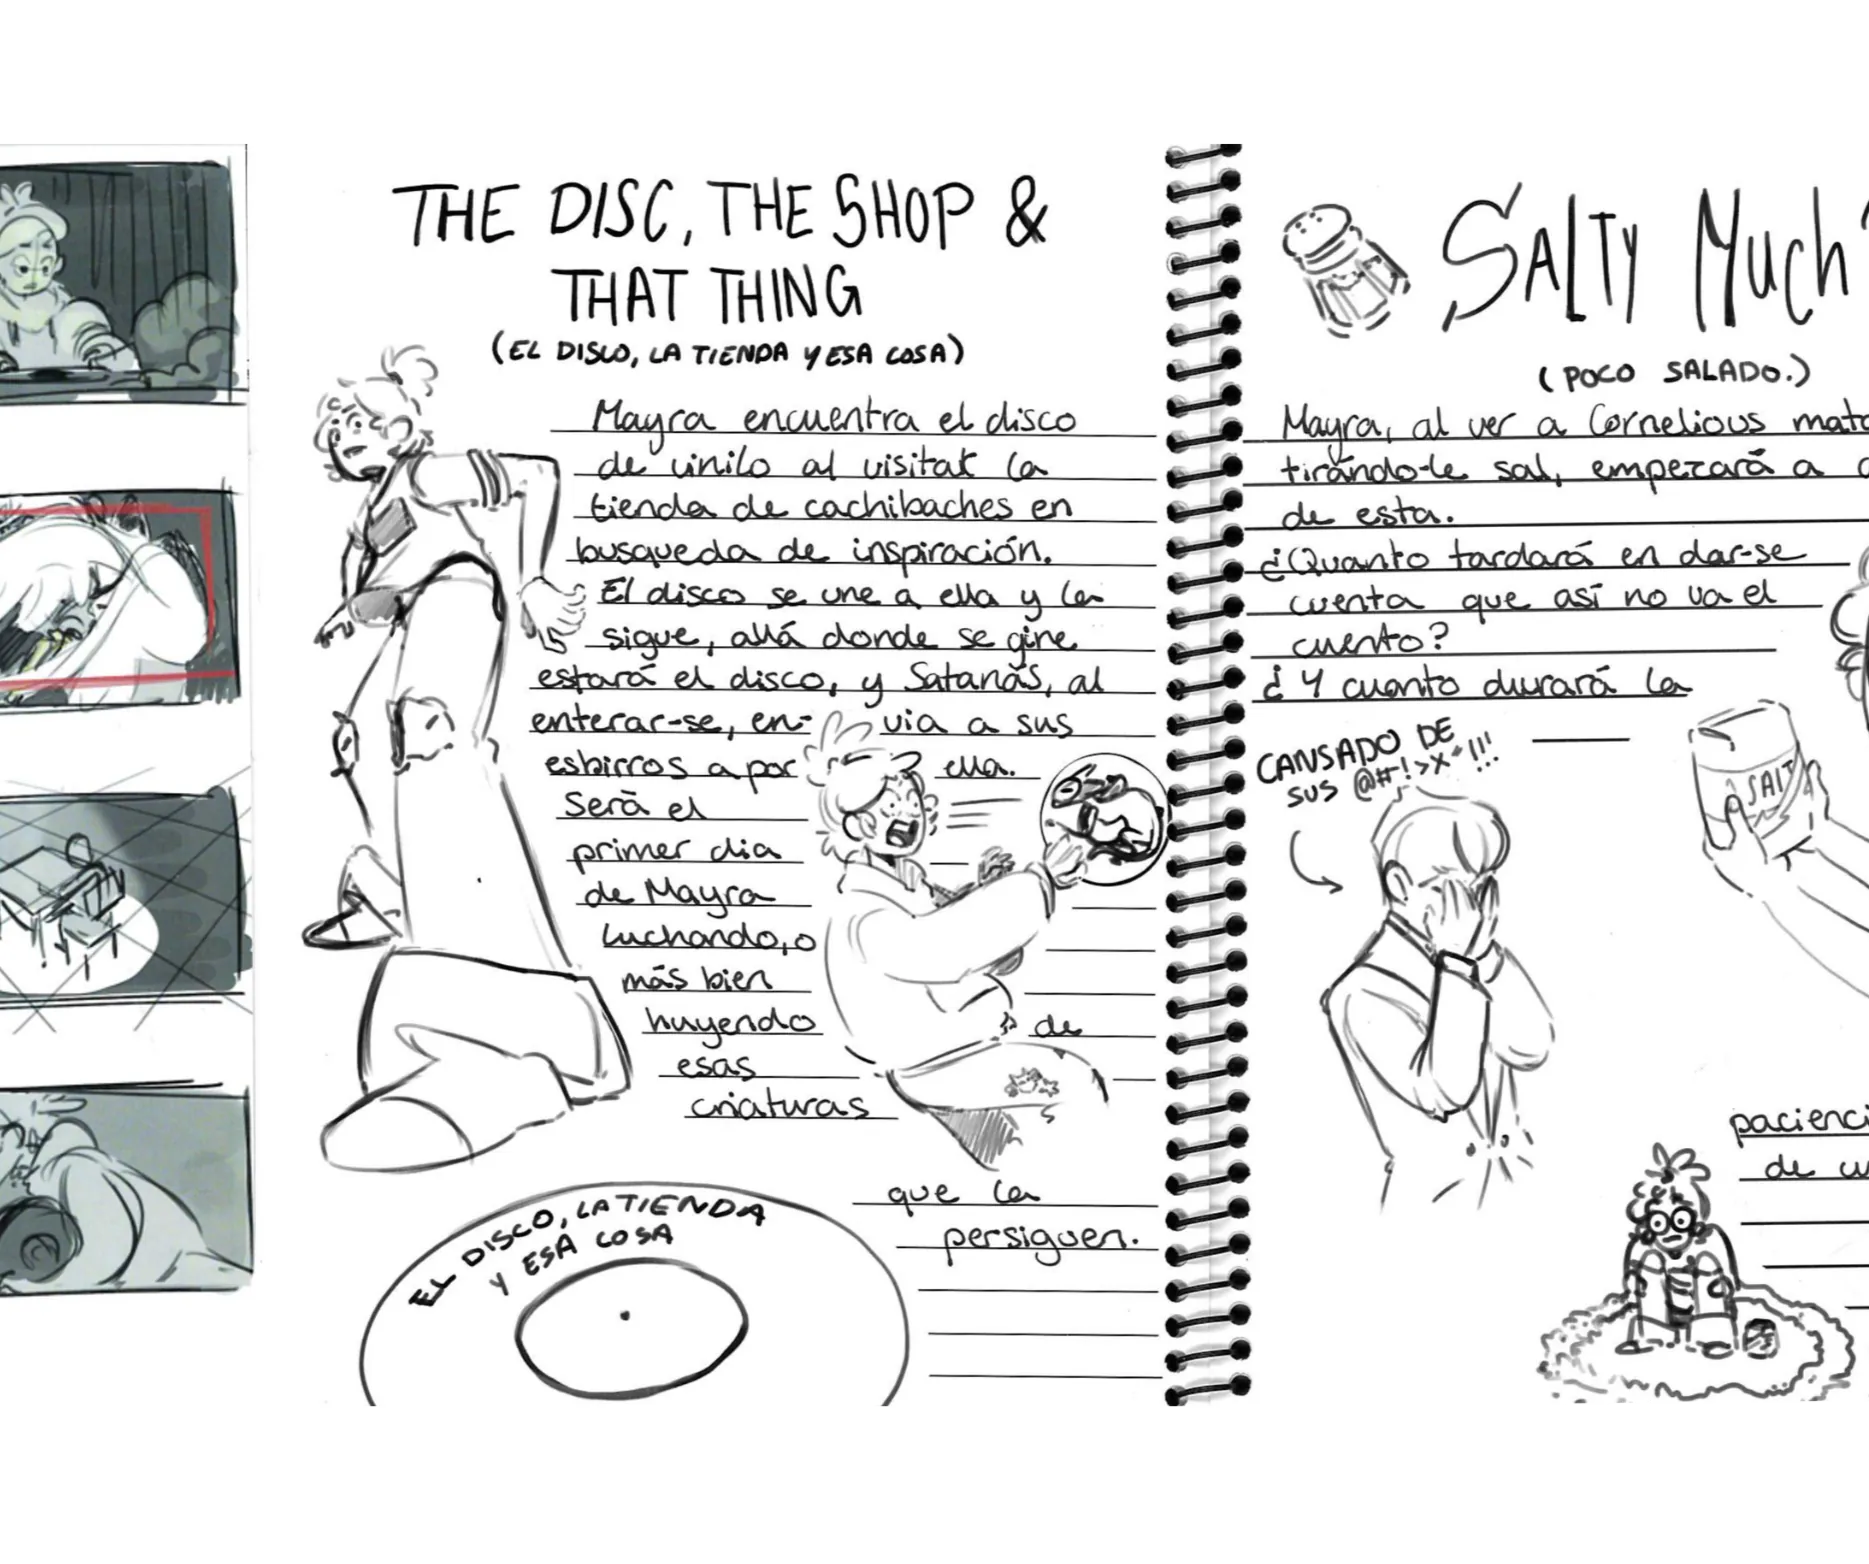 THE DISC, THE SHOP &
THAT THING
(EL DISCO, LA TIENDA Y ESA COSA)
Mayra encuentra el disco
de vinilo al visitar la
tienda de cachibaches en
busqueda de inspiración.
El disco se une a ella y la
sigue, allá donde se gire
estará el disco, y Satanás, al
enterar-se, en- via a sus
esbirros a por ella.
Serà el
primer dia
de Mayra
luchando, o
más bien
huyendo de
esas
criaturas
que la
persiguen.
EL DISCO, LA TIENDA
Y ESA COSA
SALTY Much?
(POCO SALADO.)
Mayra, al ver a Cornelious mata
tirándo-le sal, empezará a a
de esta.
¿Quanto tardará en dar-se
cuenta que así no va el
cuento?
¿Y cuanto durará la
CANSADO DE
SUS @#!>X*!!!
SALT
pacienci
de u